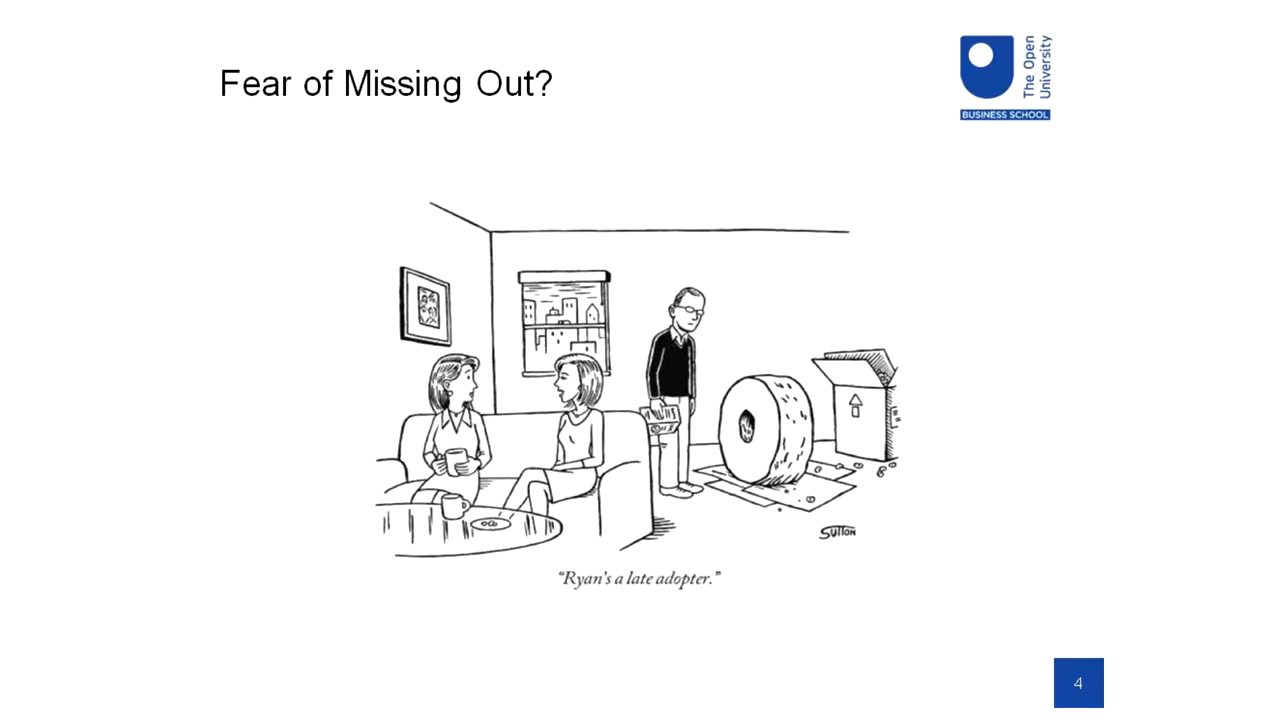 Fear of Missing Out?
The Open
University
BUSINESS SCHOOL
SUTTON
“Ryan’s a late adopter.”
4